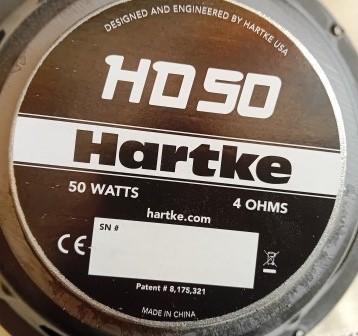 DESIGNED AND ENGINEERED BY HARTKE USA
HD50
Hartke
50 WATTS
4 OHMS
hartke.com
SN #
CE
Patent # 8,175,321
MADE IN CHINA